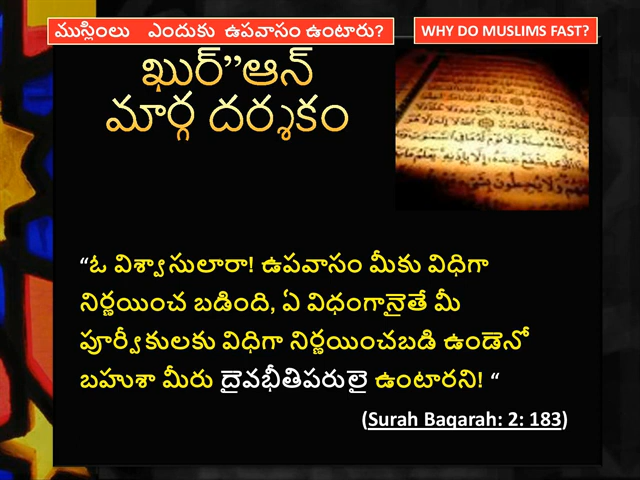 ముస్లింలు ఎందుకు ఉపవాసం ఉంటారు?
WHY DO MUSLIMS FAST?
ఖుర్”ఆన్
మార్గ దర్శకం
“ఓ విశ్వాసులారా! ఉపవాసం మీకు విధిగా
నిర్ణయించ బడింది, ఏ విధంగానైతే మీ
పూర్వీకులకు విధిగా నిర్ణయించబడి ఉండెనో
బహుశా మీరు దైవభీతిపరులై ఉంటారని! “
(Surah Baqarah: 2: 183)